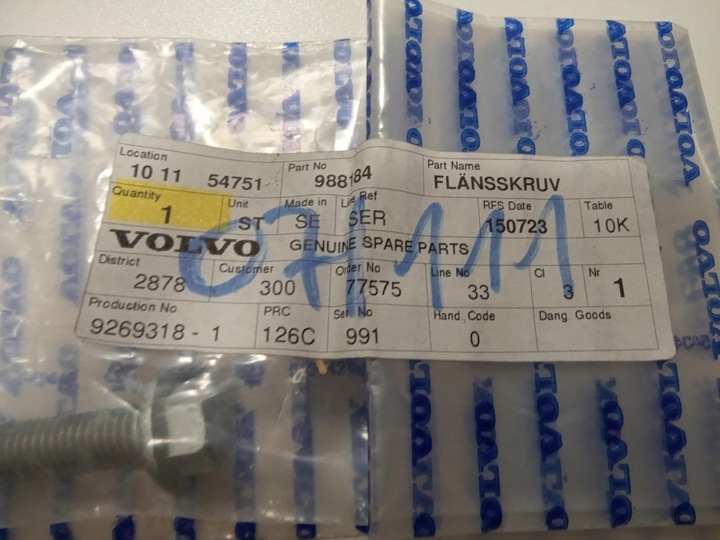 Location
10 11 54751
Part No
988184
Part Name
FLÄNSSKRUV
Quantity
1
Unit
ST
Made in
SE
SER
RFS Date
150723
Table
10K
VOLVO GENUINE SPARE PARTS
District
2878
Customer
300
Order No
77575
Line No
33
Cl
3
Nr
1
Production No
9269318 - 1
PRC
126C
991
Hand. Code
0
Dang. Goods
VOLVO